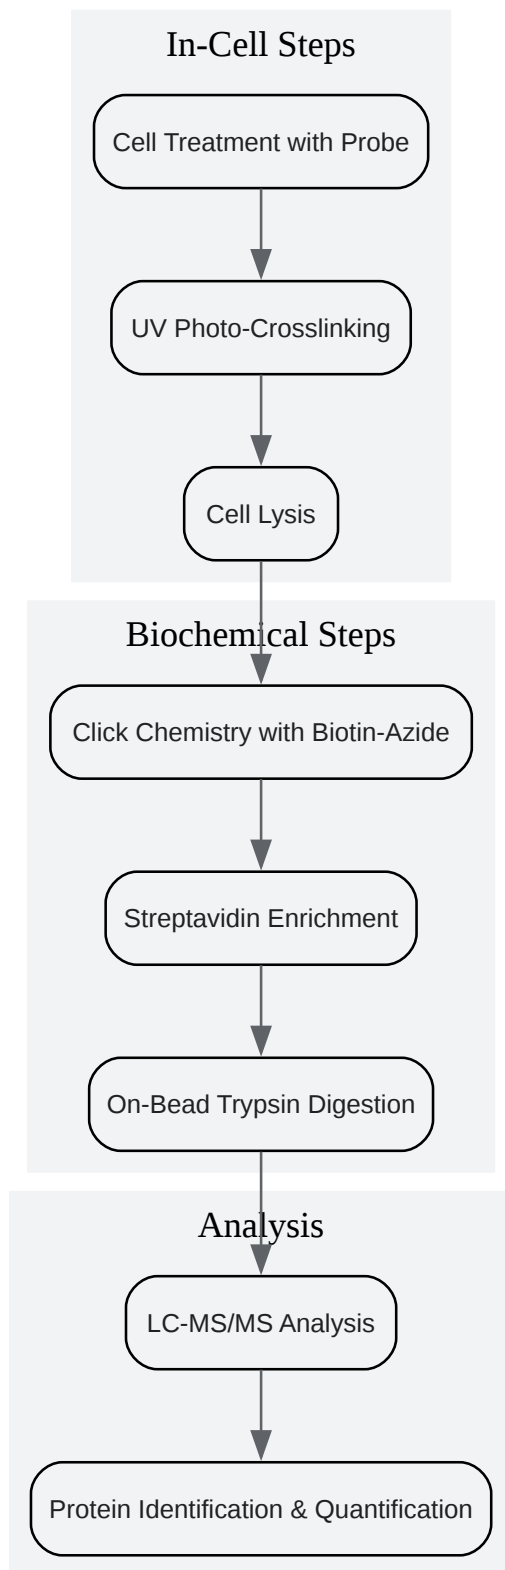 In-Cell Steps
Cell Treatment with Probe
UV Photo-Crosslinking
Cell Lysis
Biochemical Steps
Click Chemistry with Biotin-Azide
Streptavidin Enrichment
On-Bead Trypsin Digestion
Analysis
LC-MS/MS Analysis
Protein Identification & Quantification